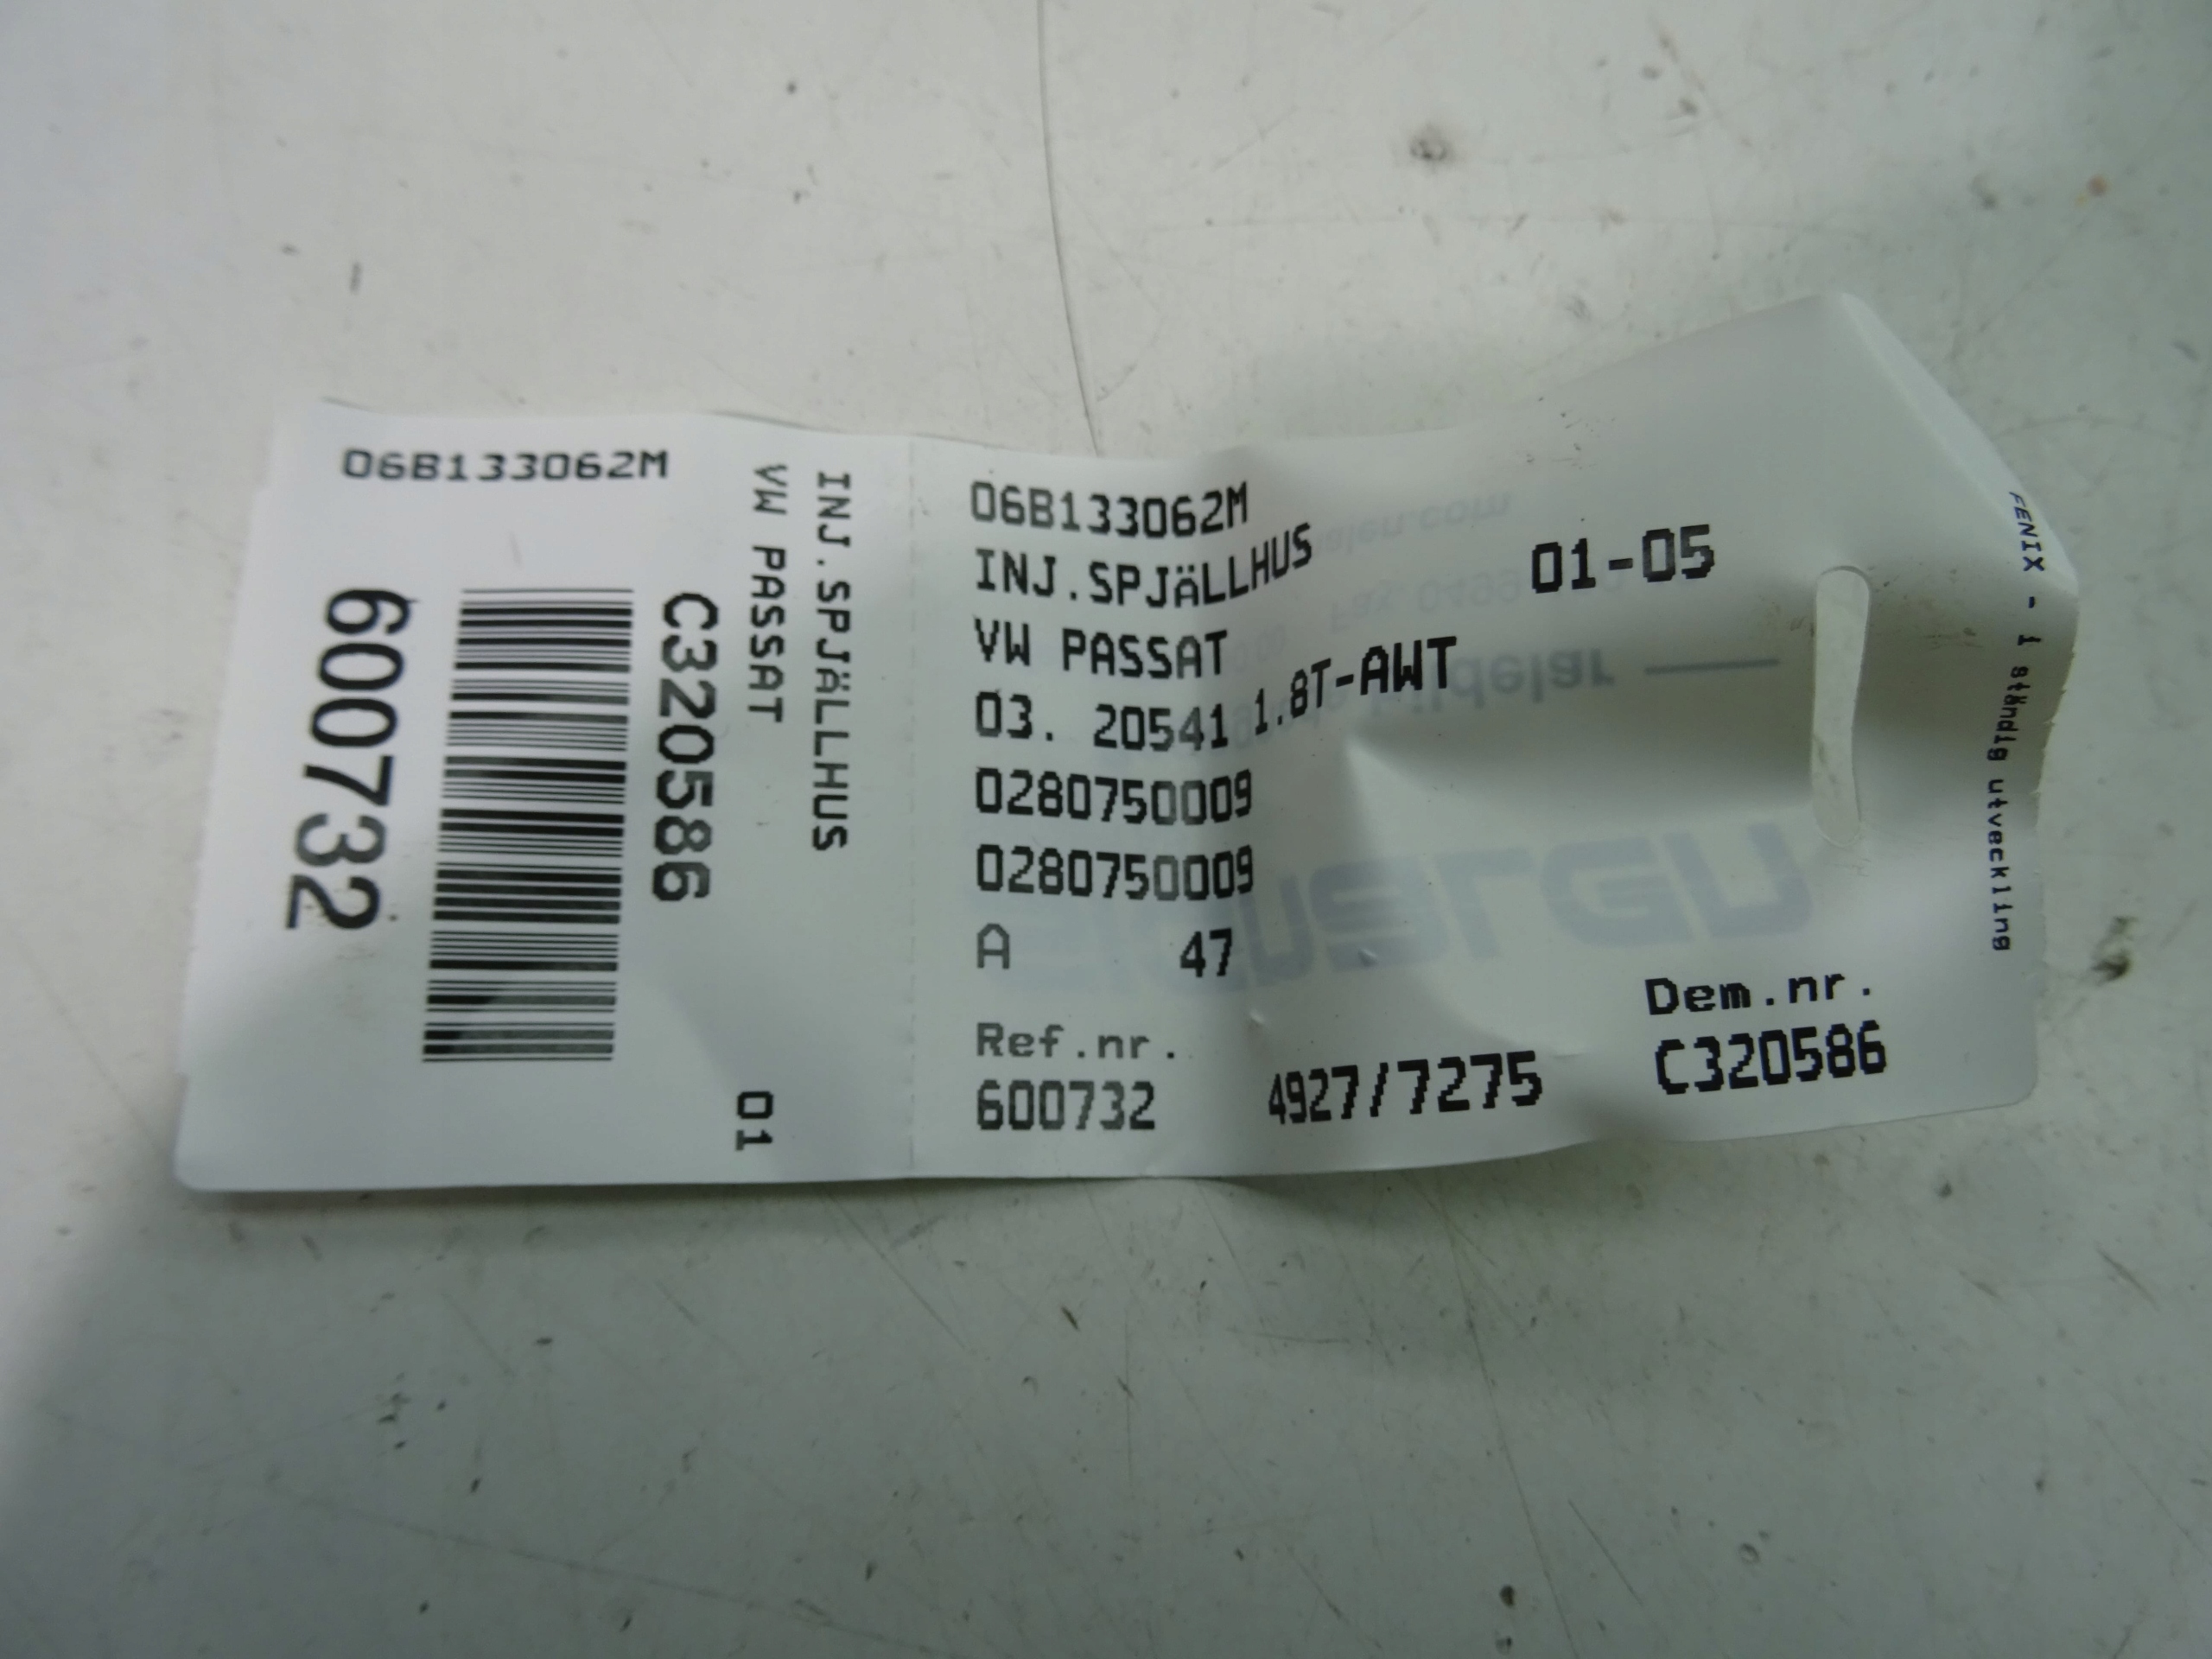 06B133062M
600732
C320586
VW PASSAT
01
INJ.SPJÄLLHUS
06B133062M
INJ.SPJÄLLHUS
01-05
VW PASSAT
03. 20541 1.8T-AWT
0280750009
0280750009
A 47
Ref.nr.
600732
4927/7275
Dem.nr.
C320586
FENIX - i ständig utveckling